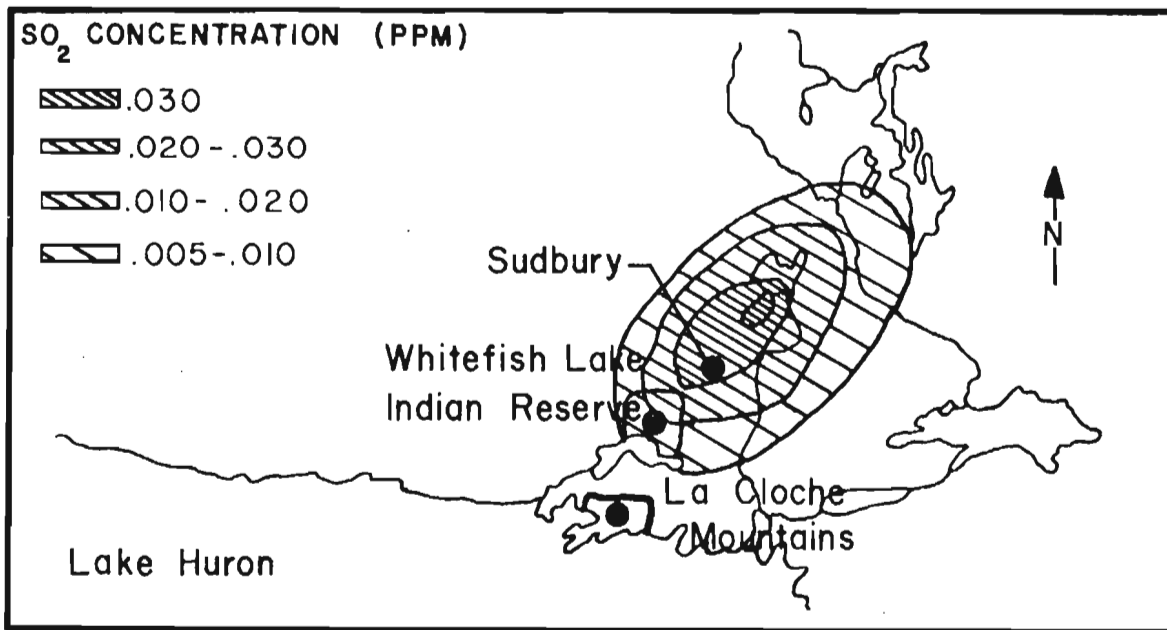 SO2 CONCENTRATION (PPM)
.030
.020-.030
.010-.020
.005-.010
N
Sudbury
Whitefish Lake
Indian Reserve
La Cloche
Mountains
Lake Huron